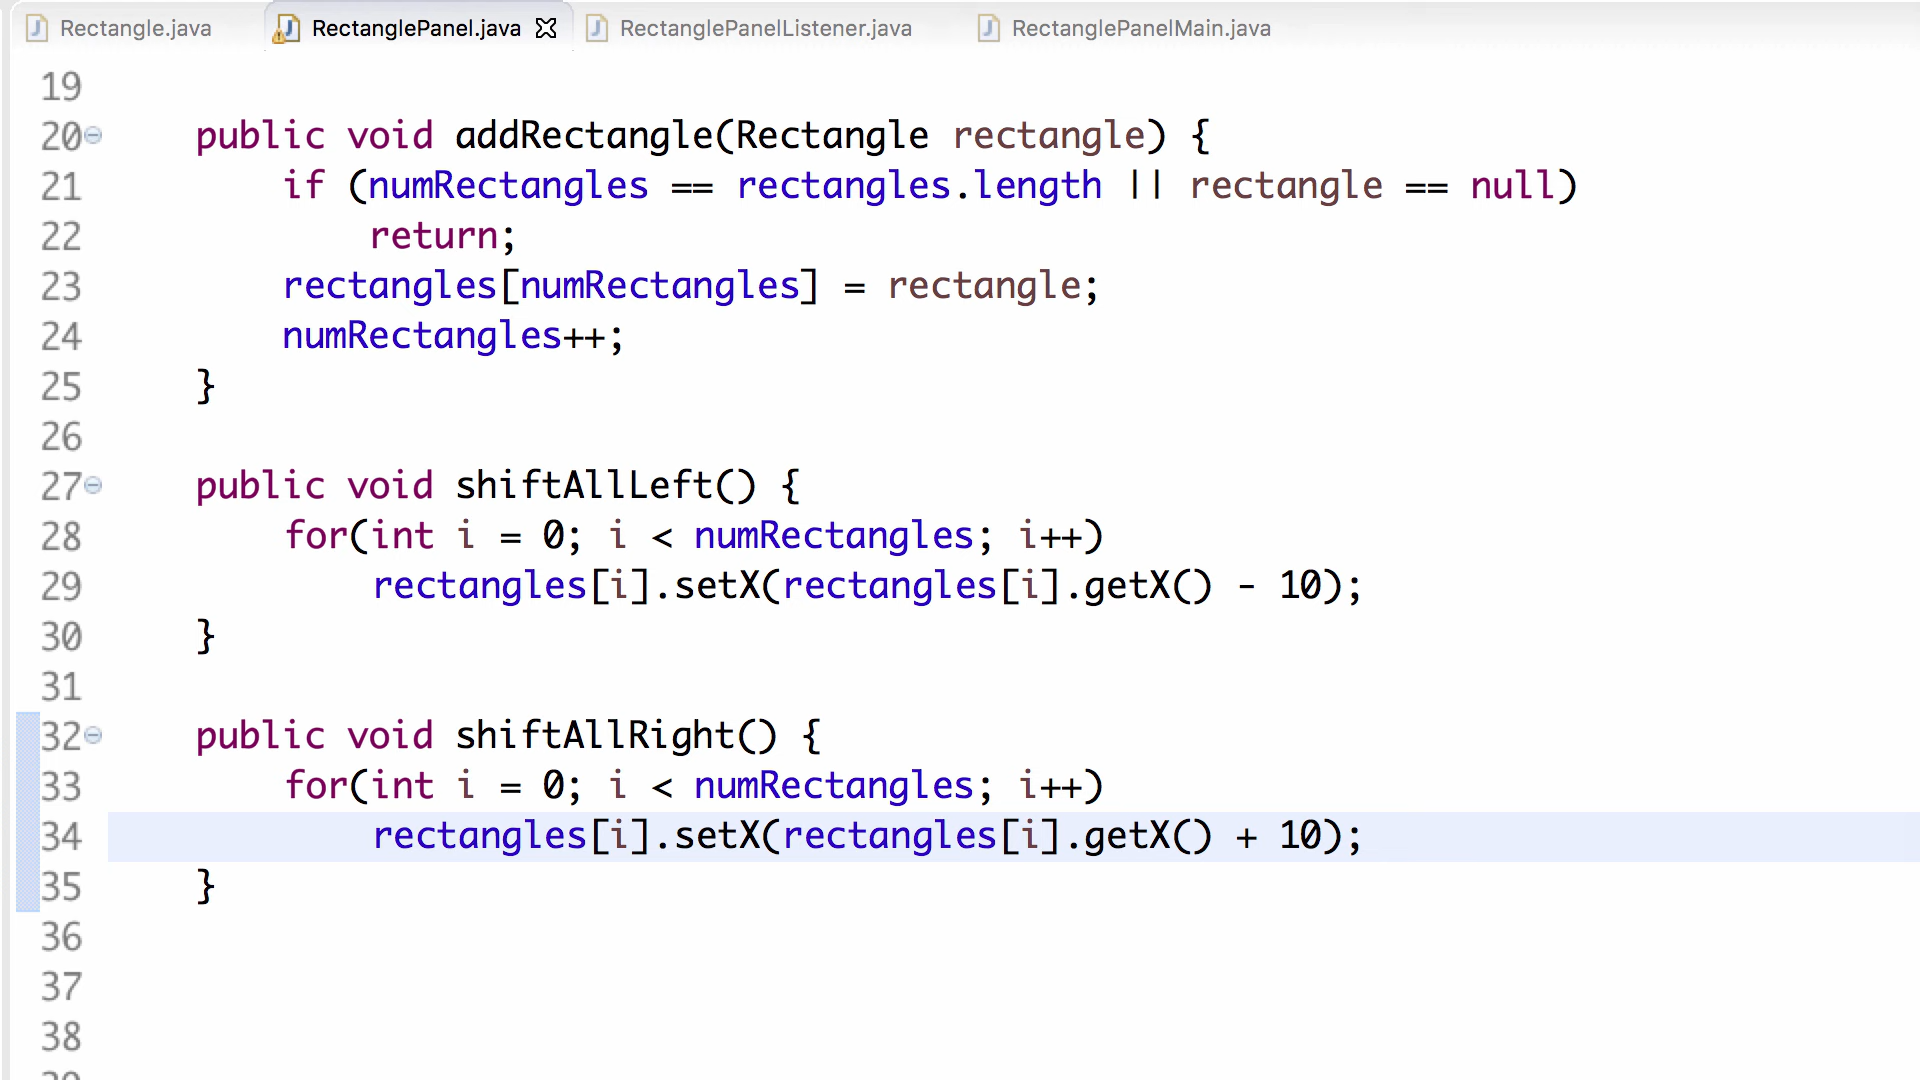 Rectangle.java RectanglePanel.java RectanglePanelListener.java RectanglePanelMain.java
19
20 public void addRectangle(Rectangle rectangle) {
21 if (numRectangles == rectangles.length || rectangle == null)
22 return;
23 rectangles[numRectangles] = rectangle;
24 numRectangles++;
25 }
26
27 public void shiftAllLeft() {
28 for(int i = 0; i < numRectangles; i++)
29 rectangles[i].setX(rectangles[i].getX() - 10);
30 }
31
32 public void shiftAllRight() {
33 for(int i = 0; i < numRectangles; i++)
34 rectangles[i].setX(rectangles[i].getX() + 10);
35 }
36
37
38